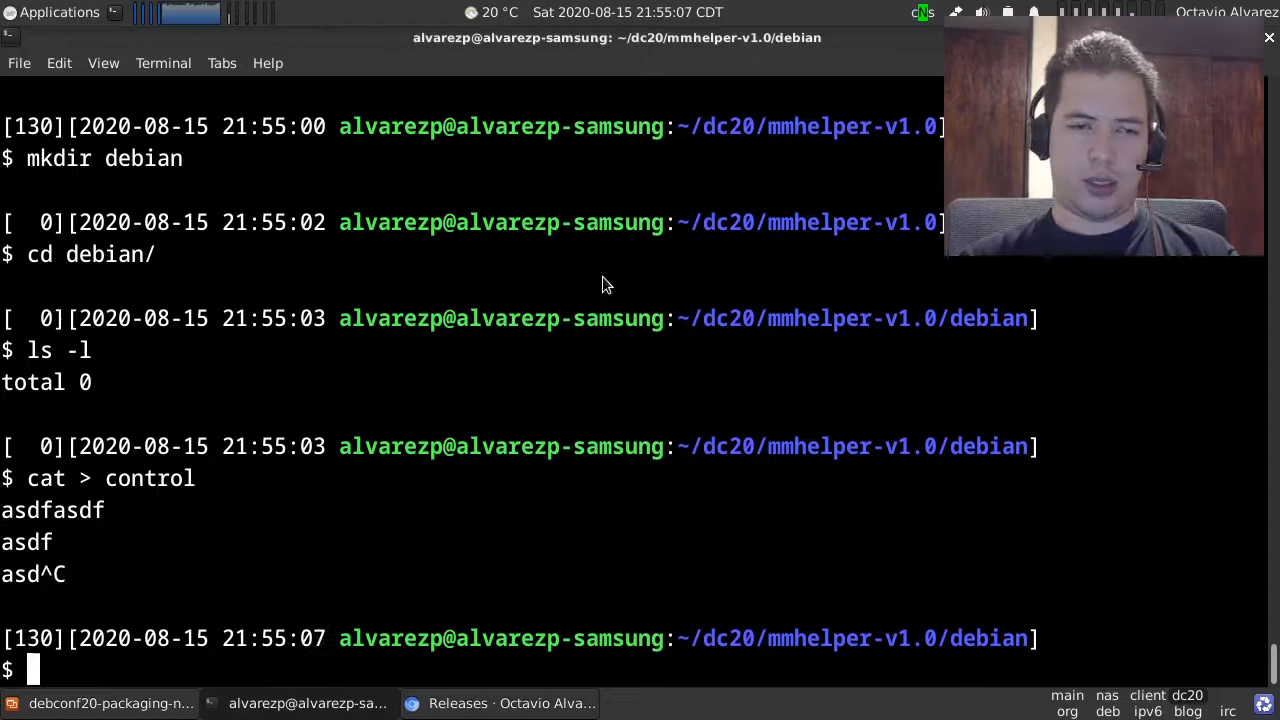 Applications 20 °C Sat 2020-08-15 21:55:07 CDT Octavio Alvarez
alvarezp@alvarezp-samsung: ~/dc20/mmhelper-v1.0/debian
File Edit View Terminal Tabs Help
[130][2020-08-15 21:55:00 alvarezp@alvarezp-samsung:~/dc20/mmhelper-v1.0]
$ mkdir debian
[  0][2020-08-15 21:55:02 alvarezp@alvarezp-samsung:~/dc20/mmhelper-v1.0]
$ cd debian/
[  0][2020-08-15 21:55:03 alvarezp@alvarezp-samsung:~/dc20/mmhelper-v1.0/debian]
$ ls -l
total 0
[  0][2020-08-15 21:55:03 alvarezp@alvarezp-samsung:~/dc20/mmhelper-v1.0/debian]
$ cat > control
asdfasdf
asdf
asd^C
[130][2020-08-15 21:55:07 alvarezp@alvarezp-samsung:~/dc20/mmhelper-v1.0/debian]
$
debconf20-packaging-n... alvarezp@alvarezp-sa... Releases · Octavio Alva...
main nas client dc20
org deb ipv6 blog irc